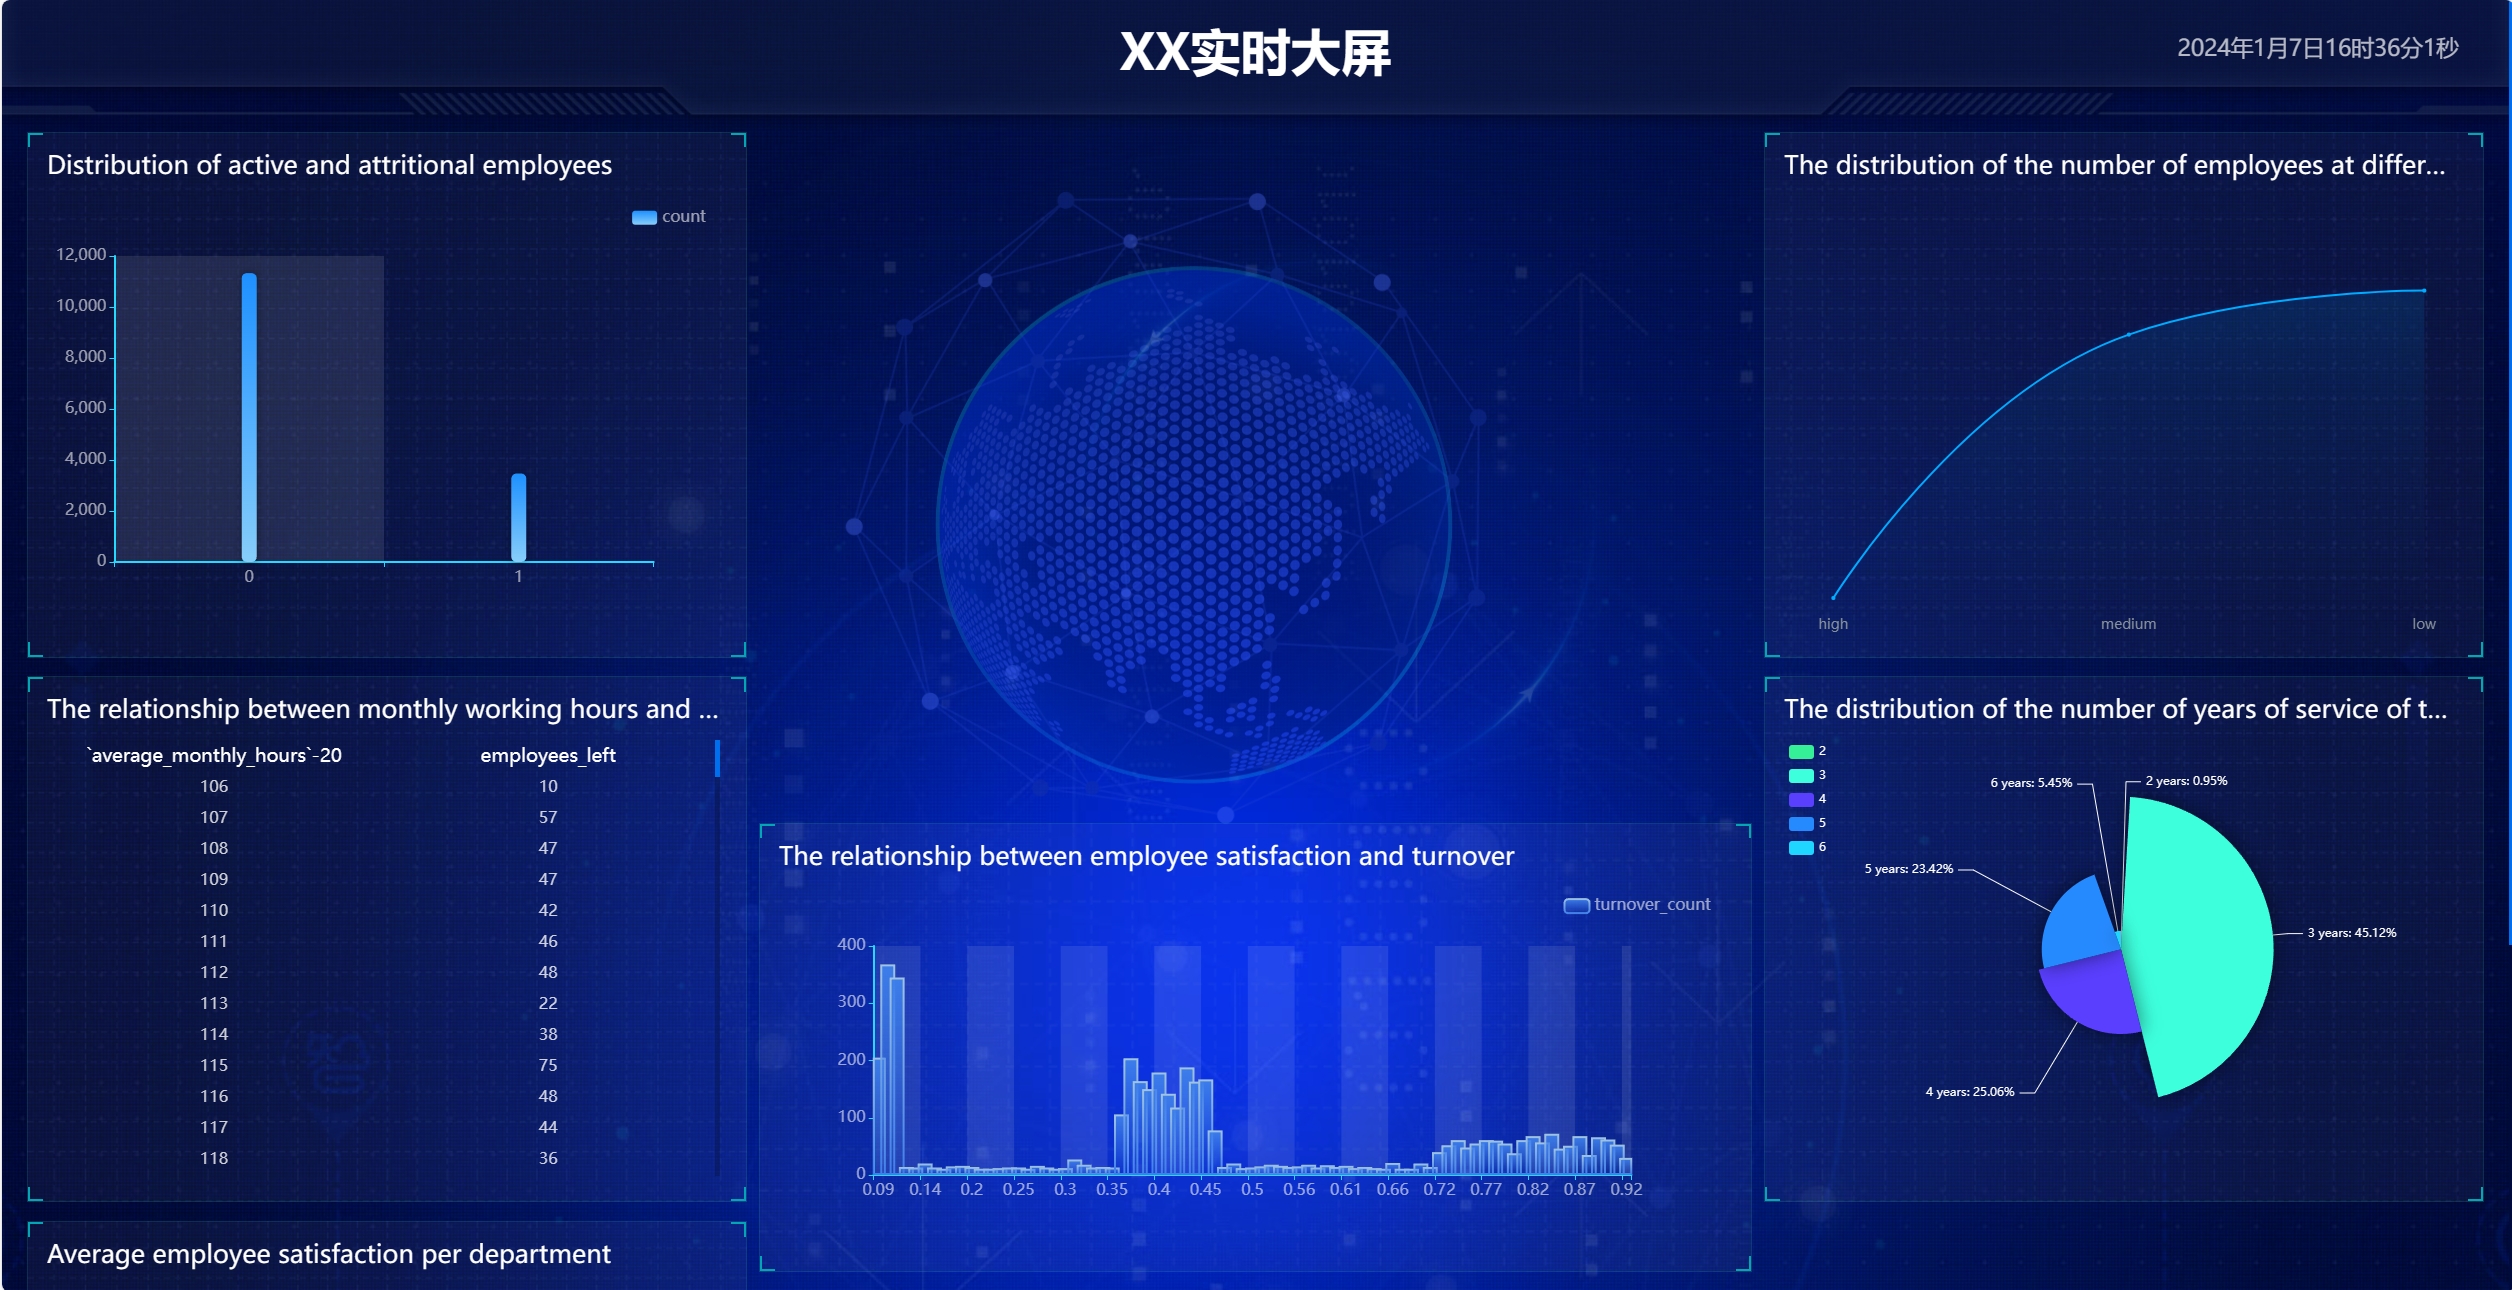 XX实时大屏
2024年1月7日16时36分1秒
Distribution of active and attritional employees
count
12,000
10,000
8,000
6,000
4,000
2,000
0
0 1
The relationship between monthly working hours and ...
`average_monthly_hours`-20 employees_left
106 10
107 57
108 47
109 47
110 42
111 46
112 48
113 22
114 38
115 75
116 48
117 44
118 36
Average employee satisfaction per department
The relationship between employee satisfaction and turnover
turnover_count
400
300
200
100
0
0.09 0.14 0.2 0.25 0.3 0.35 0.4 0.45 0.5 0.56 0.61 0.66 0.72 0.77 0.82 0.87 0.92
The distribution of the number of employees at differ...
high medium low
The distribution of the number of years of service of t...
2
3
4
5
6
6 years: 5.45%
2 years: 0.95%
5 years: 23.42%
3 years: 45.12%
4 years: 25.06%